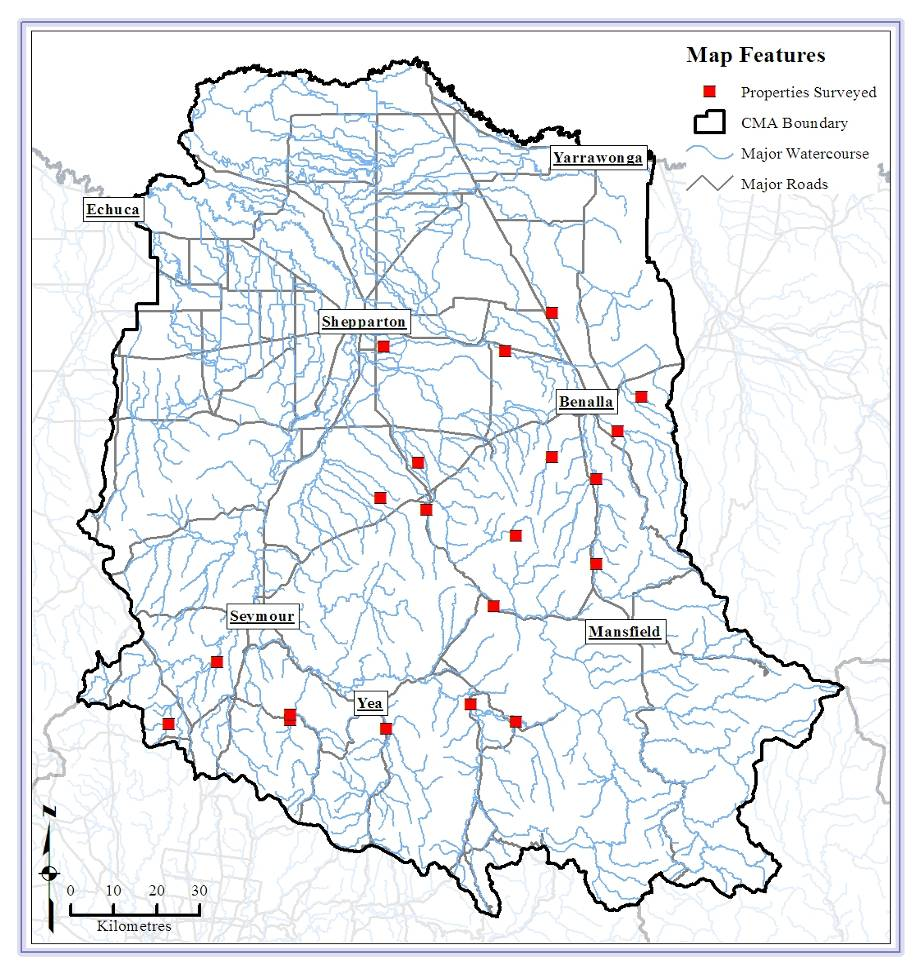 Map Features
Properties Surveyed
CMA Boundary
Major Watercourse
Major Roads
Yarrawonga
Echuca
Shepparton
Benalla
Seymour
Mansfield
Yea
N
0 10 20 30
Kilometres